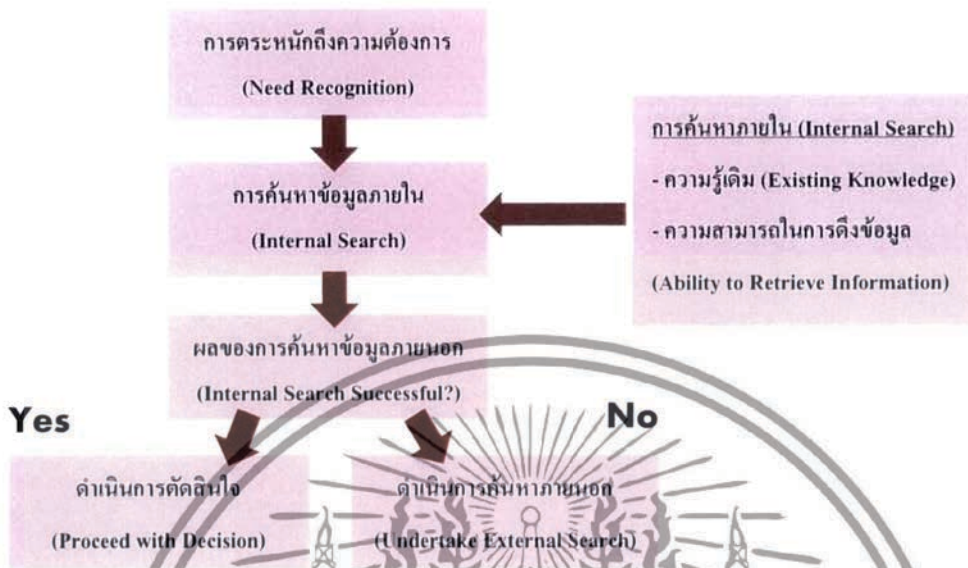 การตระหนักถึงความต้องการ
(Need Recognition)
การค้นหาข้อมูลภายใน
(Internal Search)
การค้นหาภายใน (Internal Search)
- ความรู้เดิม (Existing Knowledge)
- ความสามารถในการดึงข้อมูล
(Ability to Retrieve Information)
ผลของการค้นหาข้อมูลภายนอก
(Internal Search Successful?)
Yes
No
ดำเนินการตัดสินใจ
(Proceed with Decision)
ดำเนินการค้นหาภายนอก
(Undertake External Search)